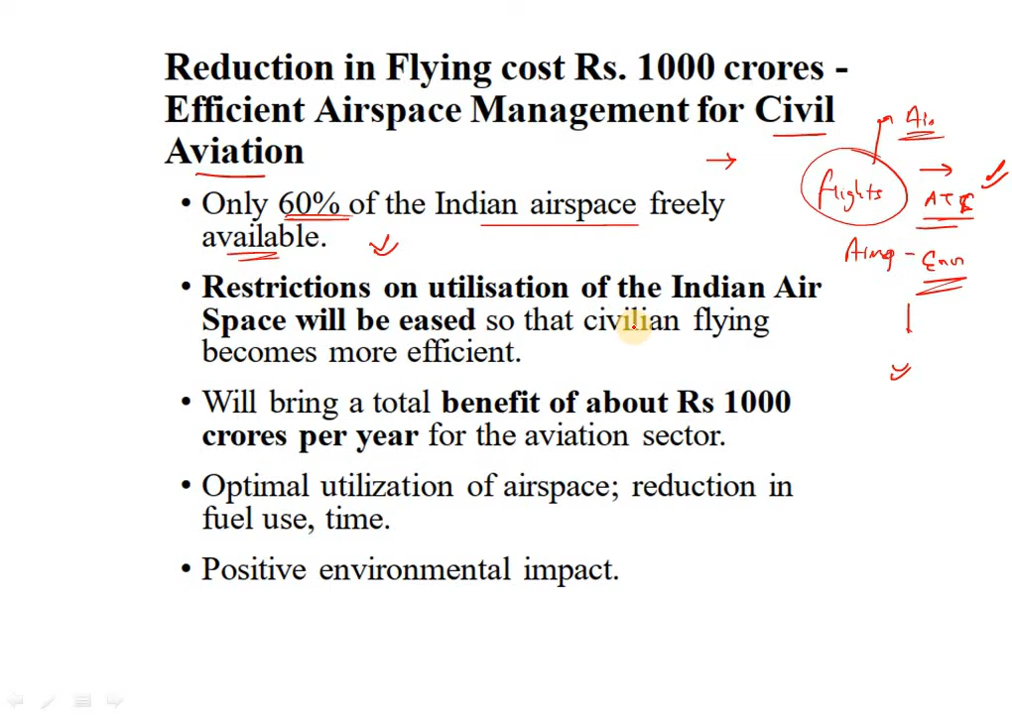 Reduction in Flying cost Rs. 1000 crores -
Efficient Airspace Management for Civil
Aviation
• Only 60% of the Indian airspace freely
available.
• Restrictions on utilisation of the Indian Air
Space will be eased so that civilian flying
becomes more efficient.
• Will bring a total benefit of about Rs 1000
crores per year for the aviation sector.
• Optimal utilization of airspace; reduction in
fuel use, time.
• Positive environmental impact.
flights